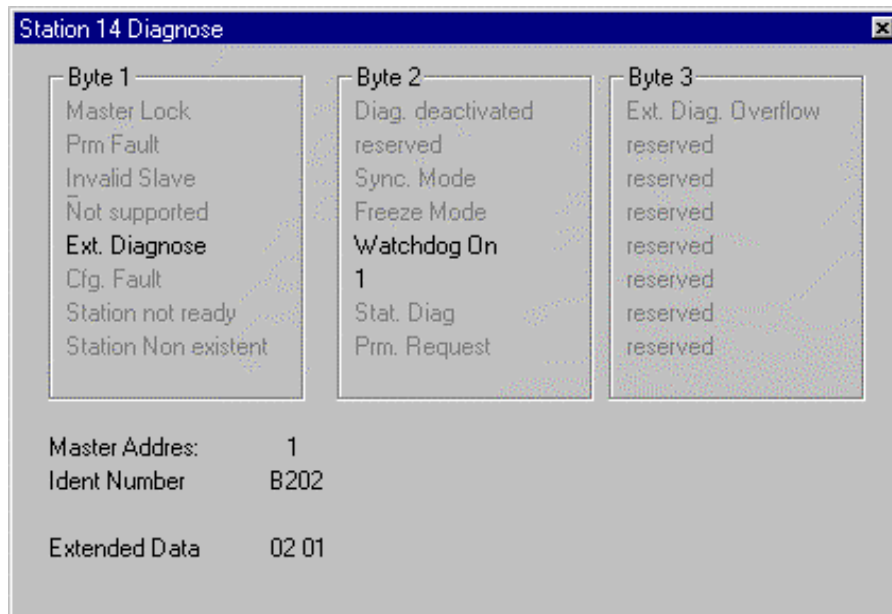 Station 14 Diagnose
Byte 1
Master Lock
Prm Fault
Invalid Slave
Not supported
Ext. Diagnose
Cfg. Fault
Station not ready
Station Non existent
Byte 2
Diag. deactivated
reserved
Sync. Mode
Freeze Mode
Watchdog On
1
Stat. Diag
Prm. Request
Byte 3
Ext. Diag. Overflow
reserved
reserved
reserved
reserved
reserved
reserved
reserved
Master Addres: 1
Ident Number B202
Extended Data 02 01